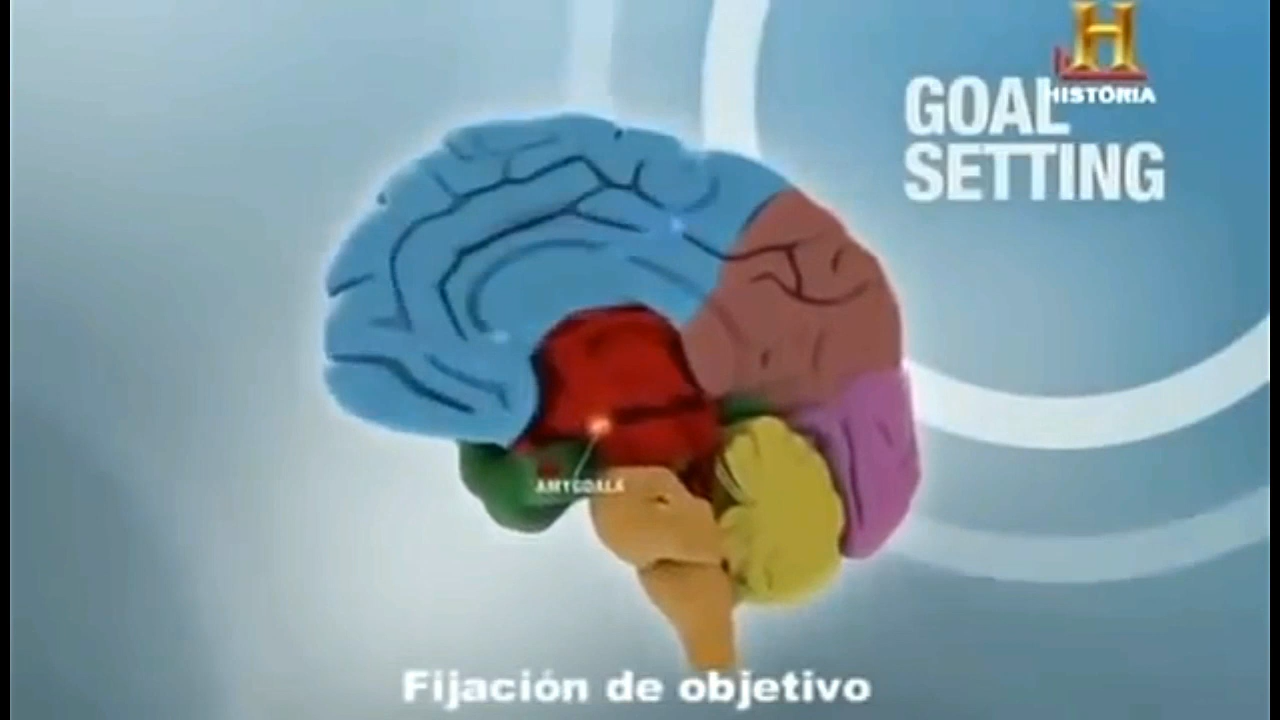 H
HISTORIA
GOAL
SETTING
AMYGDALA
Fijación de objetivo